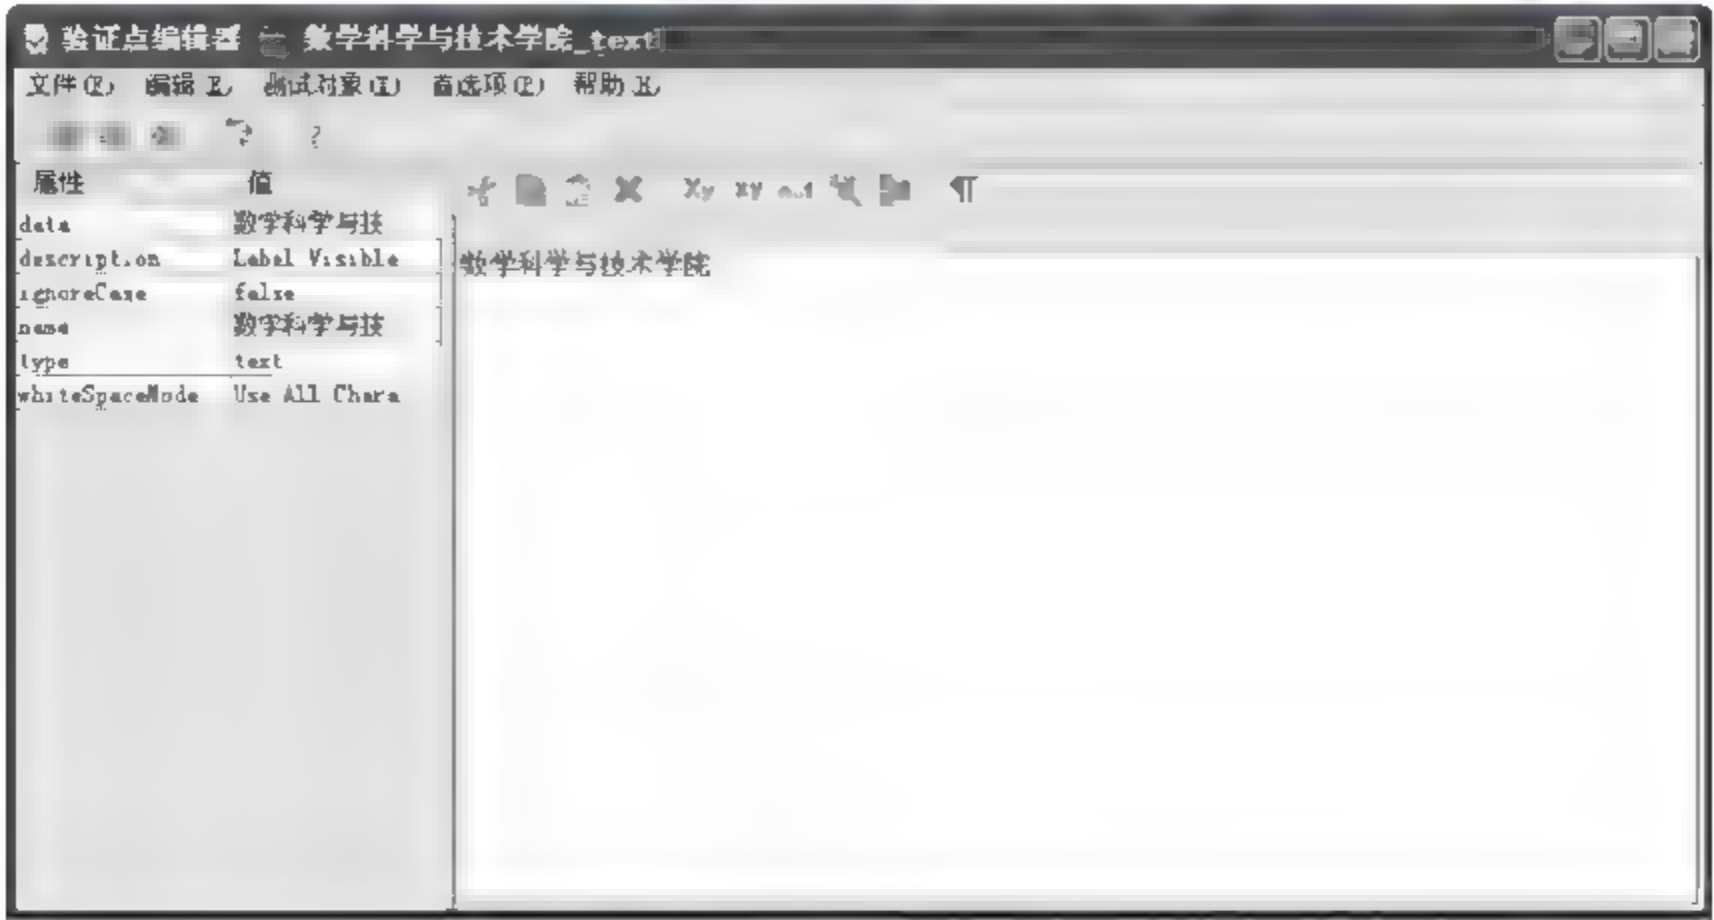 验证点编辑器 - 数学科学与技术学院_text
文件(F) 编辑(E) 测试对象(T) 首选项(P) 帮助(H)
属性 值
data 数学科学与技
description Label Visible
ignoreCase false
name 数学科学与技
type text
whiteSpaceMode Use All Chara
数学科学与技术学院